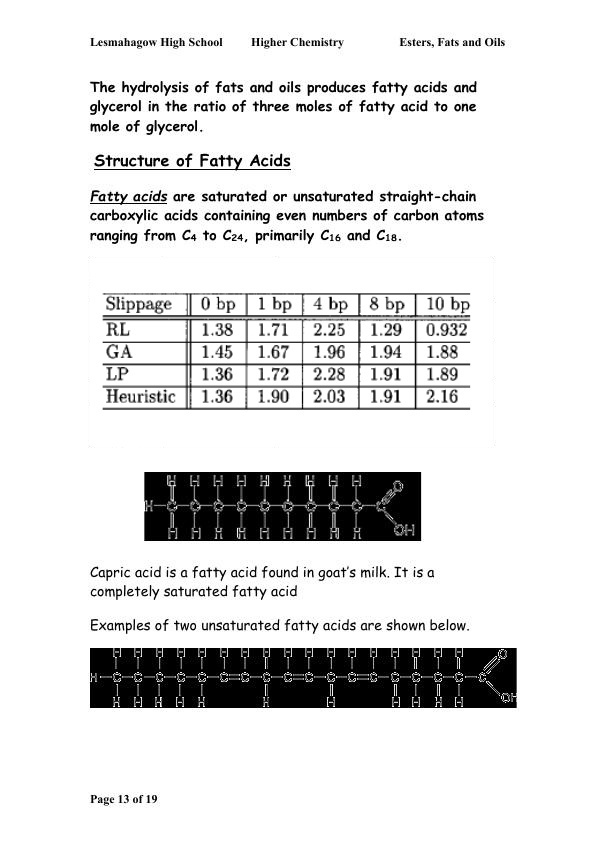 Lesmahagow High School Higher Chemistry Esters, Fats and Oils
The hydrolysis of fats and oils produces fatty acids and
glycerol in the ratio of three moles of fatty acid to one
mole of glycerol.
Structure of Fatty Acids
Fatty acids are saturated or unsaturated straight-chain
carboxylic acids containing even numbers of carbon atoms
ranging from C4 to C24, primarily C16 and C18.
Slippage 0 bp 1 bp 4 bp 8 bp 10 bp
RL 1.38 1.71 2.25 1.29 0.932
GA 1.45 1.67 1.96 1.94 1.88
LP 1.36 1.72 2.28 1.91 1.89
Heuristic 1.36 1.90 2.03 1.91 2.16
H H H H H H H H H O
H C C C C C C C C C C
H H H H H H H H H OH
Capric acid is a fatty acid found in goat's milk. It is a
completely saturated fatty acid
Examples of two unsaturated fatty acids are shown below.
H H H H H H H H H H H H H H H H H O
H C C C C C C C C C C C C C C C C C C
H H H H H H H H H H H OH
Page 13 of 19